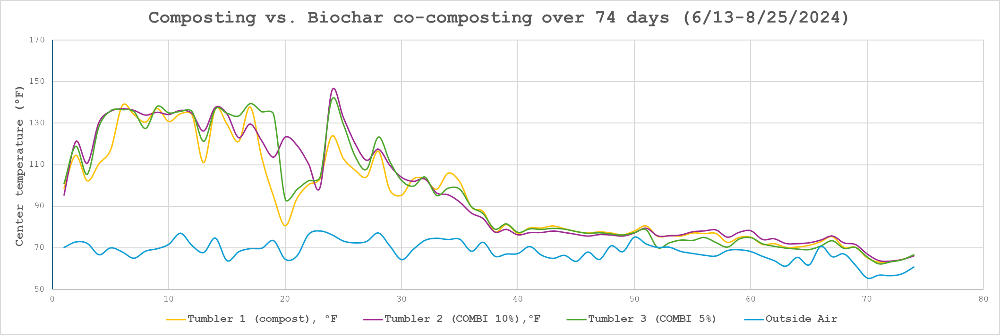 Composting vs. Biochar co-composting over 74 days (6/13-8/25/2024)
Center temperature (°F)
170
150
130
110
90
70
50
0 10 20 30 40 50 60 70 80
Tumbler 1 (compost), °F Tumbler 2 (COMBI 10%),°F Tumbler 3 (COMBI 5%) Outside Air